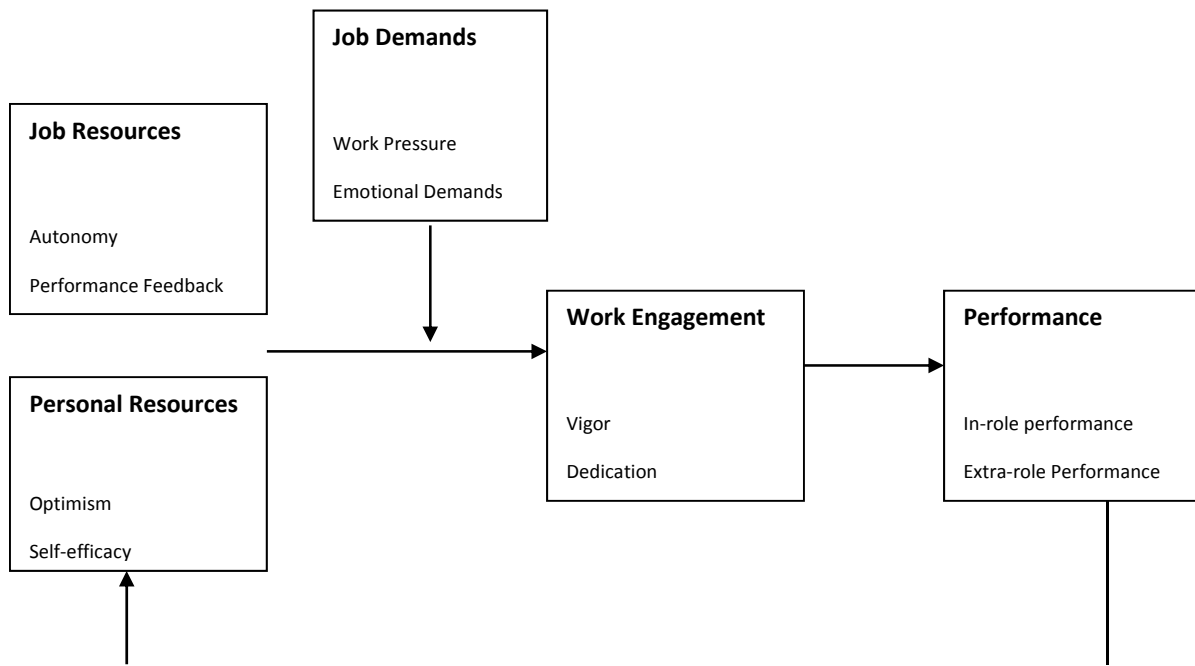 Job Demands
Work Pressure
Emotional Demands
Job Resources
Autonomy
Performance Feedback
Personal Resources
Optimism
Self-efficacy
Work Engagement
Vigor
Dedication
Performance
In-role performance
Extra-role Performance